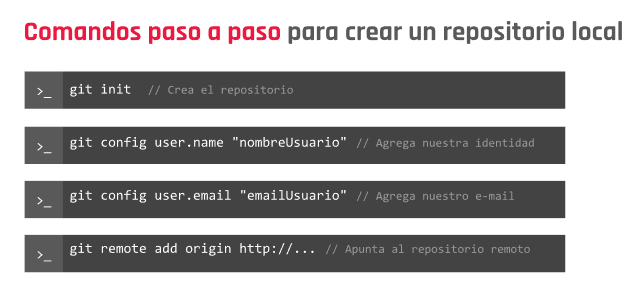 Comandos paso a paso para crear un repositorio local
>_ git init // Crea el repositorio
>_ git config user.name "nombreUsuario" // Agrega nuestra identidad
>_ git config user.email "emailUsuario" // Agrega nuestro e-mail
>_ git remote add origin http://... // Apunta al repositorio remoto